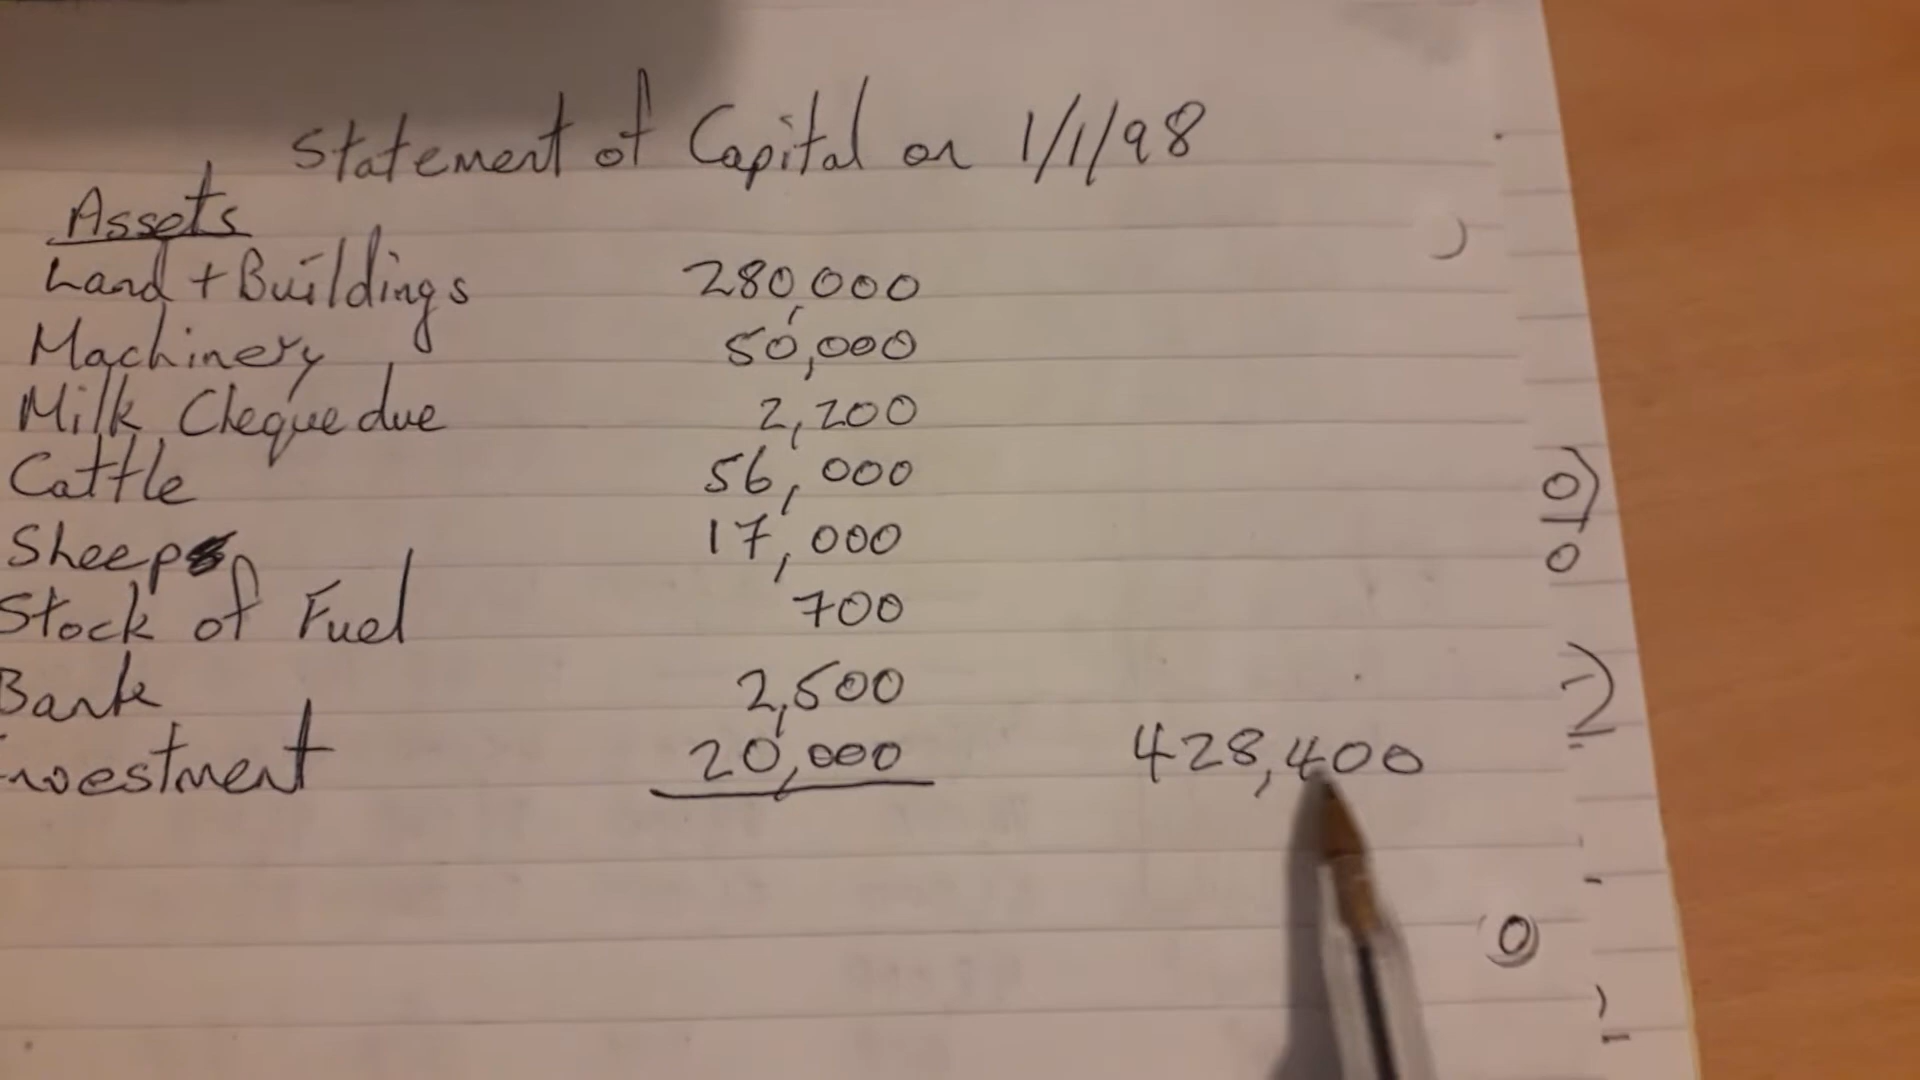 Statement of Capital on 1/1/98
Assets
Land + Buildings 280,000
Machinery 50,000
Milk Cheque due 2,200
Cattle 56,000
Sheep 17,000
Stock of Fuel 700
Bank 2,500
Investment 20,000 428,400